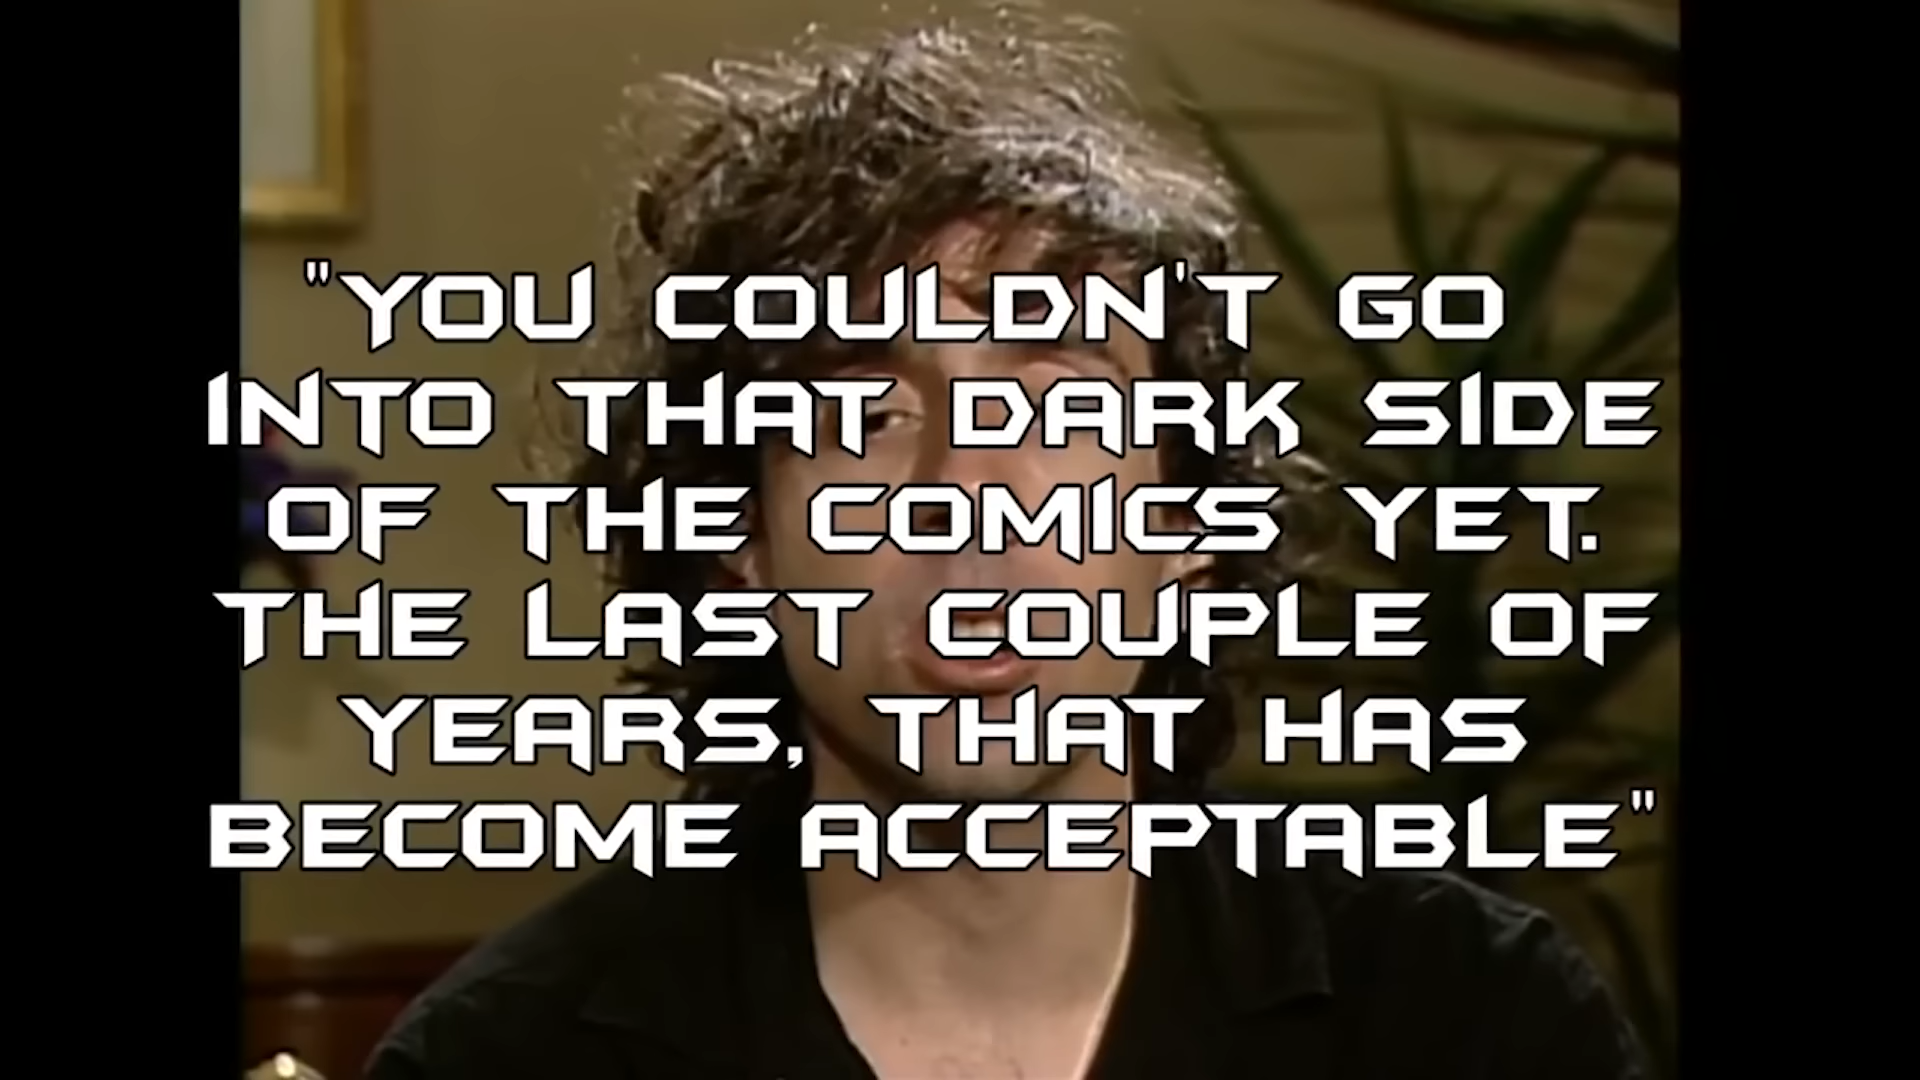 "YOU COULDN'T GO
INTO THAT DARK SIDE
OF THE COMICS YET.
THE LAST COUPLE OF
YEARS, THAT HAS
BECOME ACCEPTABLE"